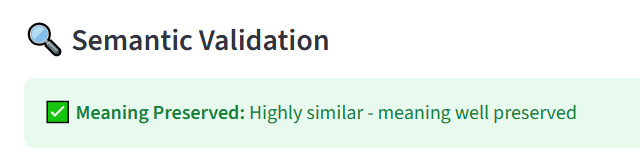 Semantic Validation
Meaning Preserved: Highly similar - meaning well preserved